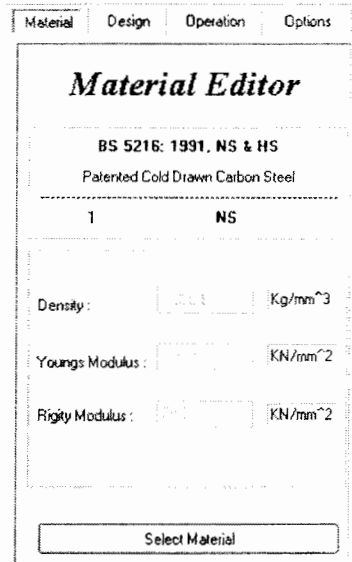 Material Design Operation Options
Material Editor
BS 5216: 1991, NS & HS
Patented Cold Drawn Carbon Steel
1 NS
Density : Kg/mm^3
Youngs Modulus : KN/mm^2
Rigity Modulus : KN/mm^2
Select Material